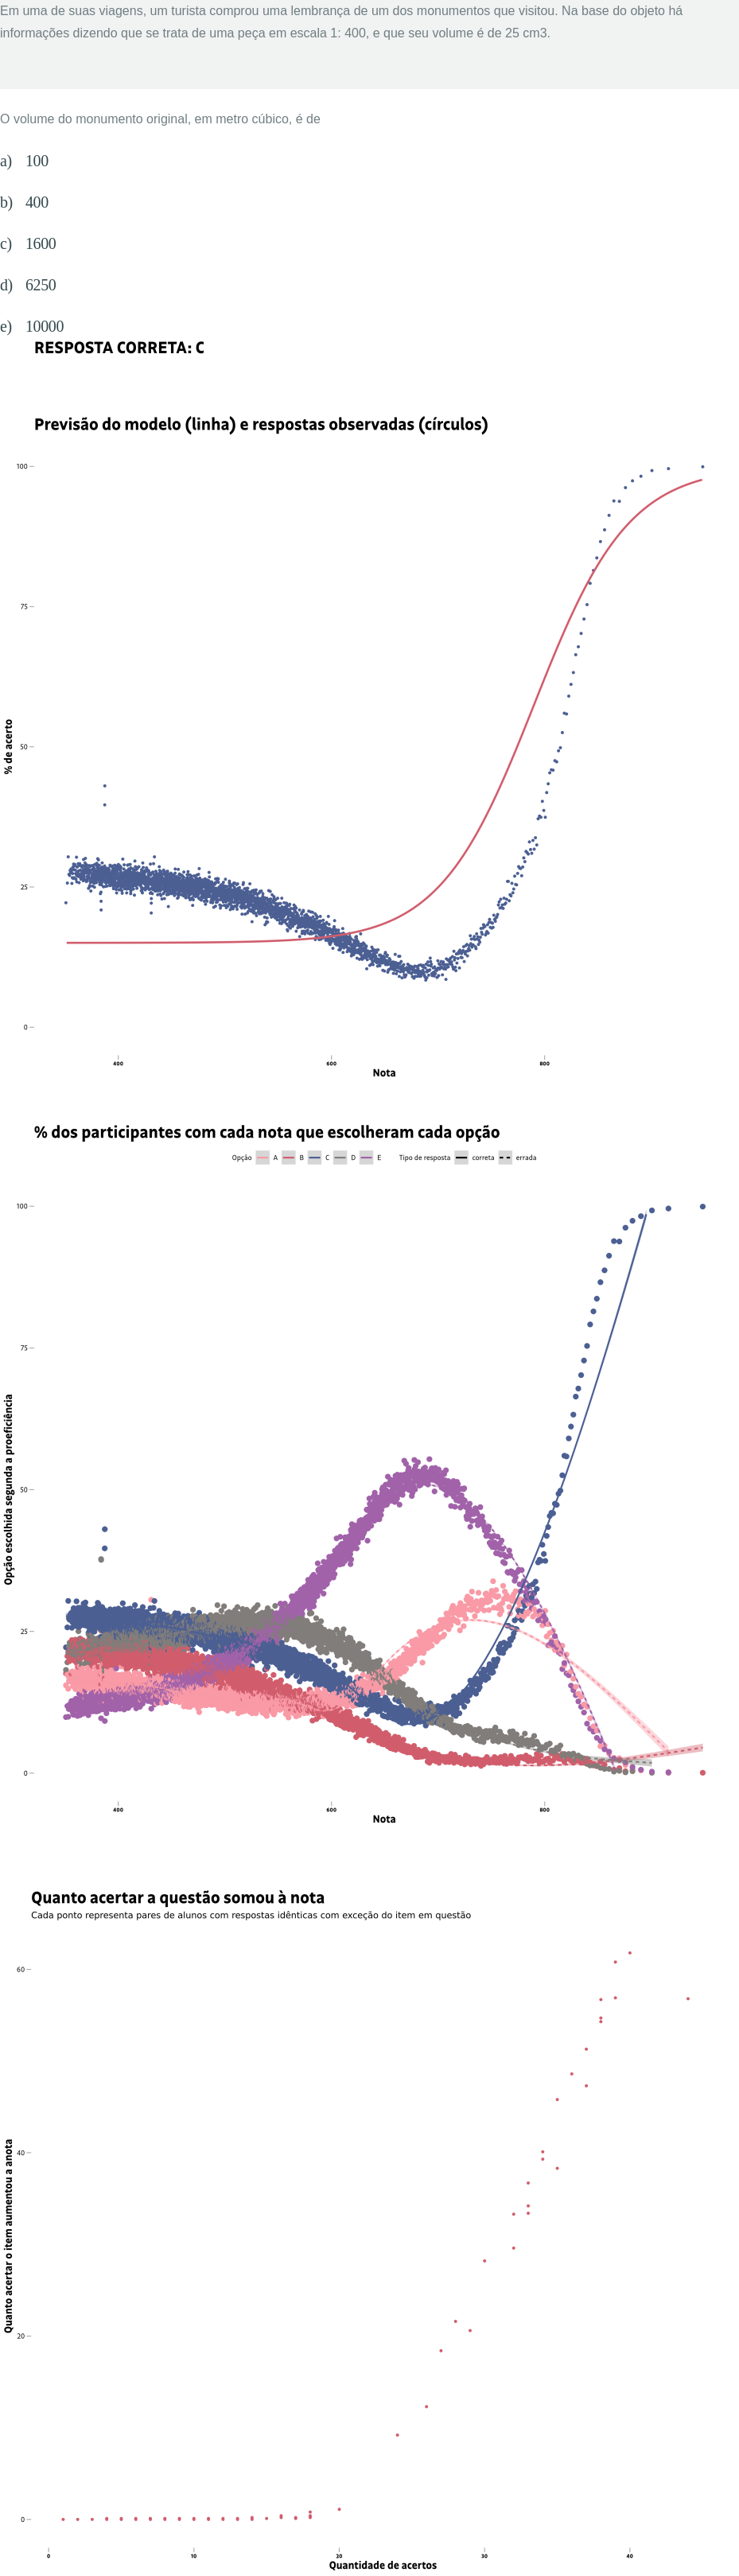 Em uma de suas viagens, um turista comprou uma lembrança de um dos monumentos que visitou. Na base do objeto há
informações dizendo que se trata de uma peça em escala 1: 400, e que seu volume é de 25 cm3.
O volume do monumento original, em metro cúbico, é de
a) 100
b) 400
c) 1600
d) 6250
e) 10000
RESPOSTA CORRETA: C
Previsão do modelo (linha) e respostas observadas (círculos)
100
75
50
25
0
% de acerto
400 600 800
Nota
% dos participantes com cada nota que escolheram cada opção
Opção A B C D E Tipo de resposta correta errada
100
75
50
25
0
Opção escolhida segunda a proeficiência
400 600 800
Nota
Quanto acertar a questão somou à nota
Cada ponto representa pares de alunos com respostas idênticas com exceção do item em questão
60
40
20
0
Quanto acertar o item aumentou a anota
0 10 20 30 40
Quantidade de acertos